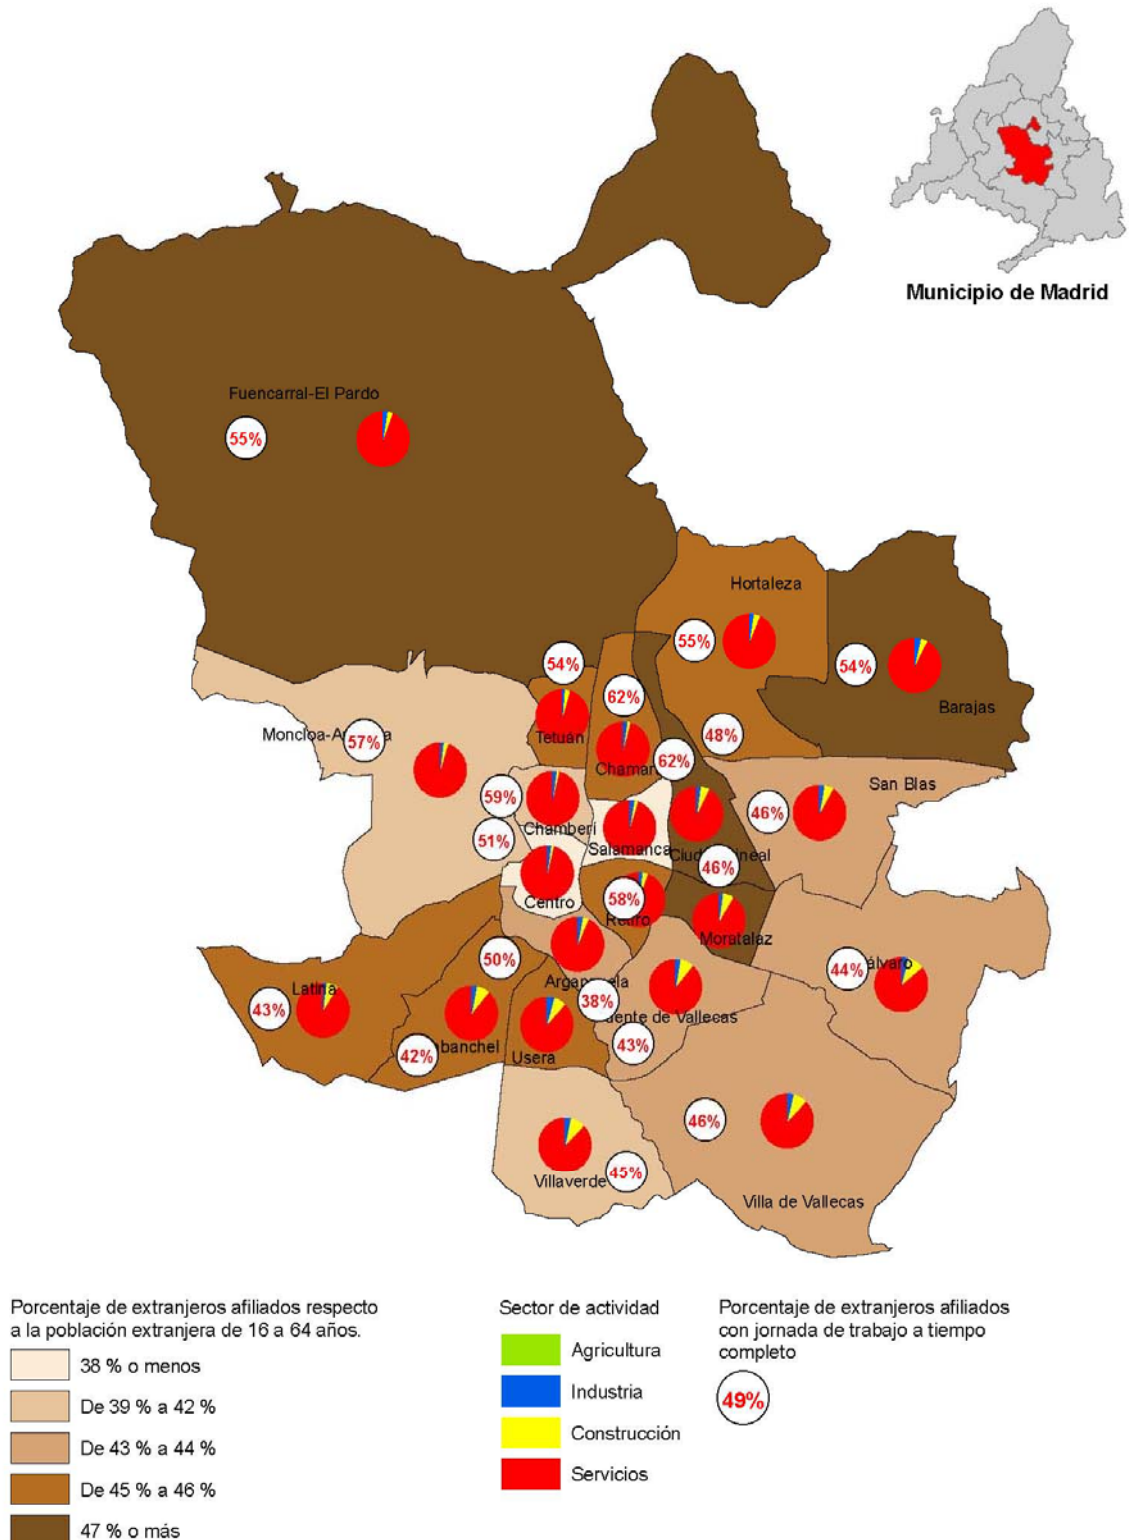 Municipio de Madrid
Fuencarral-El Pardo
55%
Hortaleza
55%
54%
54%
62%
Barajas
Tetuán
48%
57%
62%
San Blas
59%
46%
Chamberí
51%
Salamanca
46%
Centro
58%
Retiro
Moratalaz
50%
44%
Latina
43%
38%
Puente de Vallecas
43%
42%
Usera
46%
Villaverde
45%
Villa de Vallecas
Porcentaje de extranjeros afiliados respecto
a la población extranjera de 16 a 64 años.
38 % o menos
De 39 % a 42 %
De 43 % a 44 %
De 45 % a 46 %
47 % o más
Sector de actividad
Agricultura
Industria
Construcción
Servicios
Porcentaje de extranjeros afiliados
con jornada de trabajo a tiempo
completo
49%